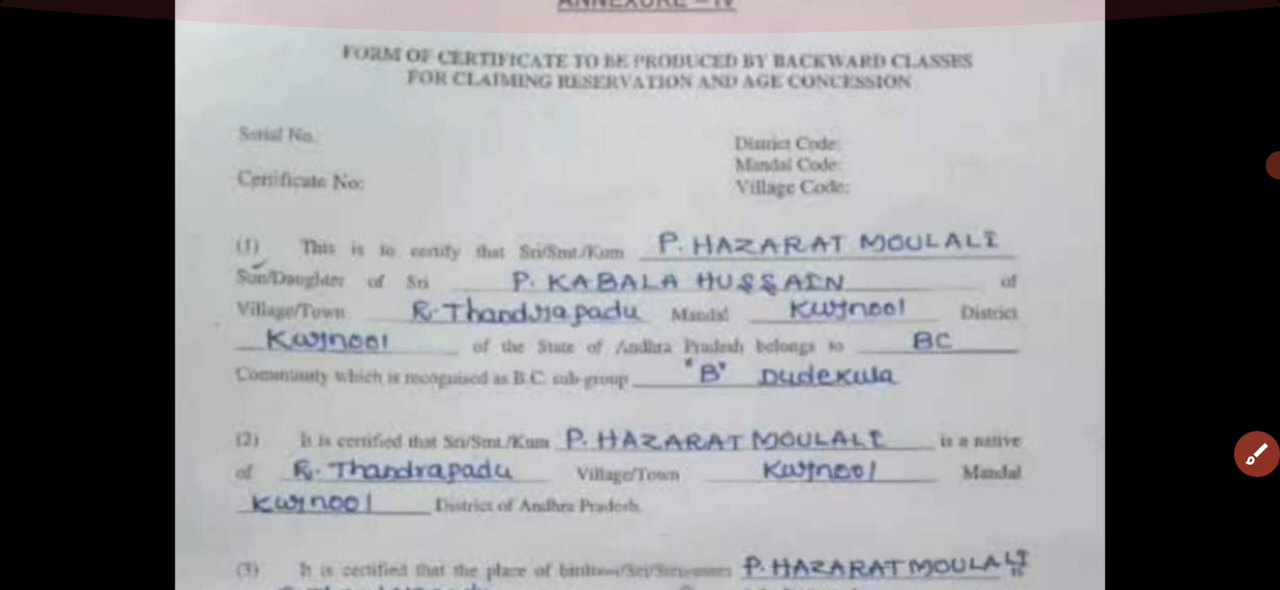 ANNEXURE - IV
FORM OF CERTIFICATE TO BE PRODUCED BY BACKWARD CLASSES
FOR CLAIMING RESERVATION AND AGE CONCESSION
Serial No.
District Code:
Mandal Code:
Certificate No:
Village Code:
(1) This is to certify that Sri/Smt./Kum P. HAZARAT MOULALI
Son/Daughter of Sri P. KABALA HUSSAIN of
Village/Town R. Thandrapadu Mandal Kurnool District
Kurnool of the State of Andhra Pradesh belongs to BC
Community which is recognised as B.C. sub-group "B" Dudekula
(2) It is certified that Sri/Smt./Kum P. HAZARAT MOULALI is a native
of R. Thandrapadu Village/Town Kurnool Mandal
Kurnool District of Andhra Pradesh.
(3) It is certified that the place of P. HAZARAT MOULALI